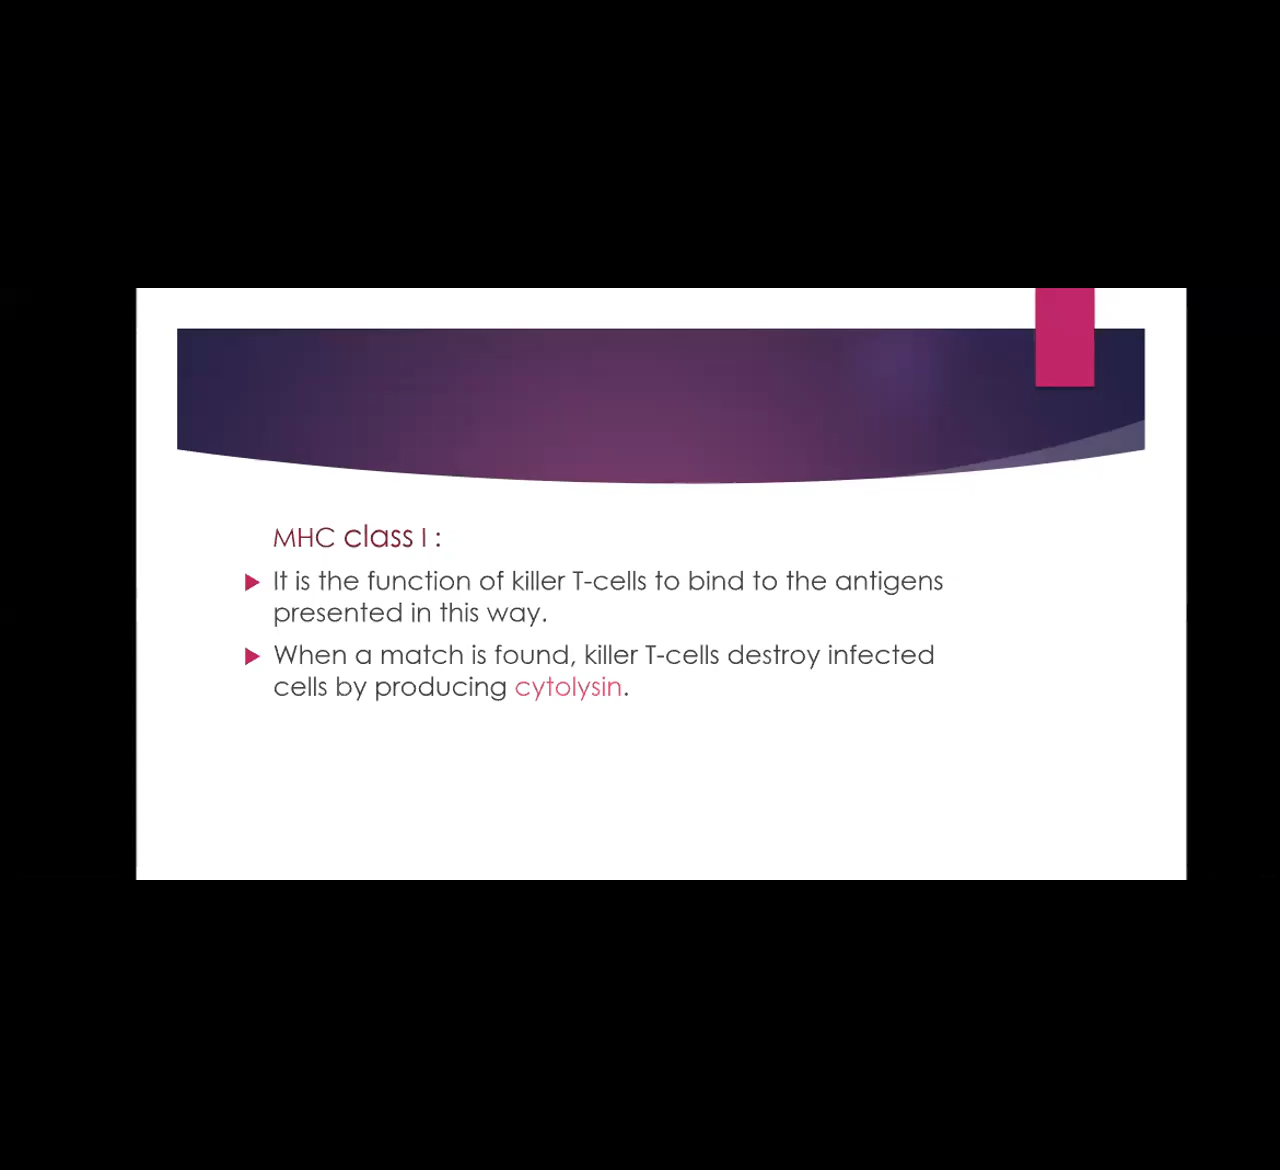 MHC class I :
It is the function of killer T-cells to bind to the antigens
presented in this way.
When a match is found, killer T-cells destroy infected
cells by producing cytolysin.